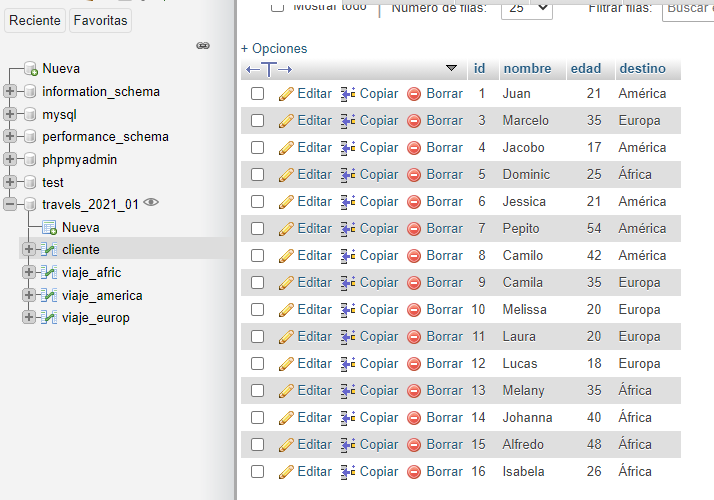 Mostrar todo
Número de filas:
25
Filtrar filas:
Buscar
Reciente
Favoritas
Nueva
information_schema
mysql
performance_schema
phpmyadmin
test
travels_2021_01
Nueva
cliente
viaje_afric
viaje_america
viaje_europ
+ Opciones
id nombre edad destino
Editar Copiar Borrar 1 Juan 21 América
Editar Copiar Borrar 3 Marcelo 35 Europa
Editar Copiar Borrar 4 Jacobo 17 América
Editar Copiar Borrar 5 Dominic 25 África
Editar Copiar Borrar 6 Jessica 21 América
Editar Copiar Borrar 7 Pepito 54 América
Editar Copiar Borrar 8 Camilo 42 América
Editar Copiar Borrar 9 Camila 35 Europa
Editar Copiar Borrar 10 Melissa 20 Europa
Editar Copiar Borrar 11 Laura 20 Europa
Editar Copiar Borrar 12 Lucas 18 Europa
Editar Copiar Borrar 13 Melany 35 África
Editar Copiar Borrar 14 Johanna 40 África
Editar Copiar Borrar 15 Alfredo 48 África
Editar Copiar Borrar 16 Isabela 26 África